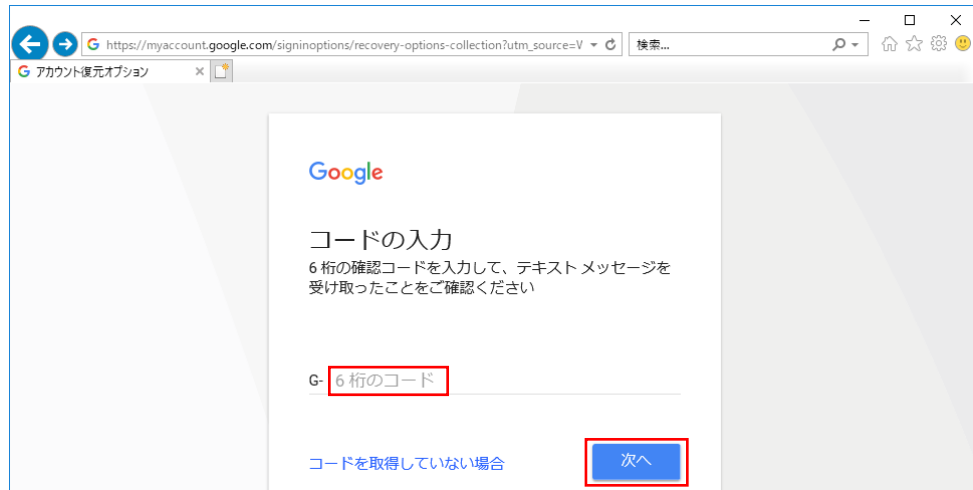 https://myaccount.google.com/signinoptions/recovery-options-collection?utm_source=V
検索...
アカウント復元オプション
Google
コードの入力
6 桁の確認コードを入力して、テキスト メッセージを
受け取ったことをご確認ください
G- 6 桁のコード
コードを取得していない場合
次へ